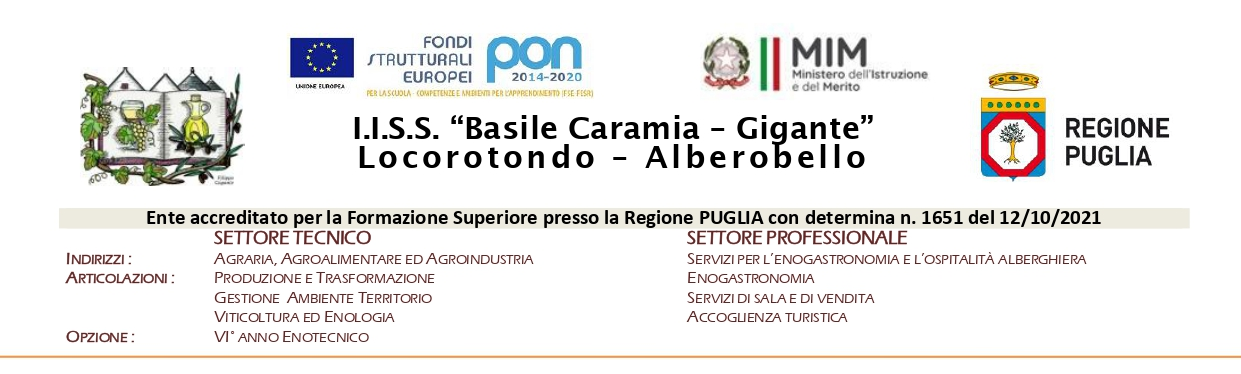 FONDI
STRUTTURALI
EUROPEI
pon
2014-2020
UNIONE EUROPEA
PER LA SCUOLA - COMPETENZE E AMBIENTI PER L'APPRENDIMENTO (FSE-FESR)
MIM
Ministero dell'Istruzione
e del Merito
I.I.S.S. “Basile Caramia – Gigante”
Locorotondo – Alberobello
REGIONE
PUGLIA
Filippo
Gigante
Ente accreditato per la Formazione Superiore presso la Regione PUGLIA con determina n. 1651 del 12/10/2021
SETTORE TECNICO SETTORE PROFESSIONALE
INDIRIZZI : AGRARIA, AGROALIMENTARE ED AGROINDUSTRIA SERVIZI PER L'ENOGASTRONOMIA E L'OSPITALITÀ ALBERGHIERA
ARTICOLAZIONI : PRODUZIONE E TRASFORMAZIONE ENOGASTRONOMIA
GESTIONE AMBIENTE TERRITORIO SERVIZI DI SALA E DI VENDITA
VITICOLTURA ED ENOLOGIA ACCOGLIENZA TURISTICA
OPZIONE : VI° ANNO ENOTECNICO